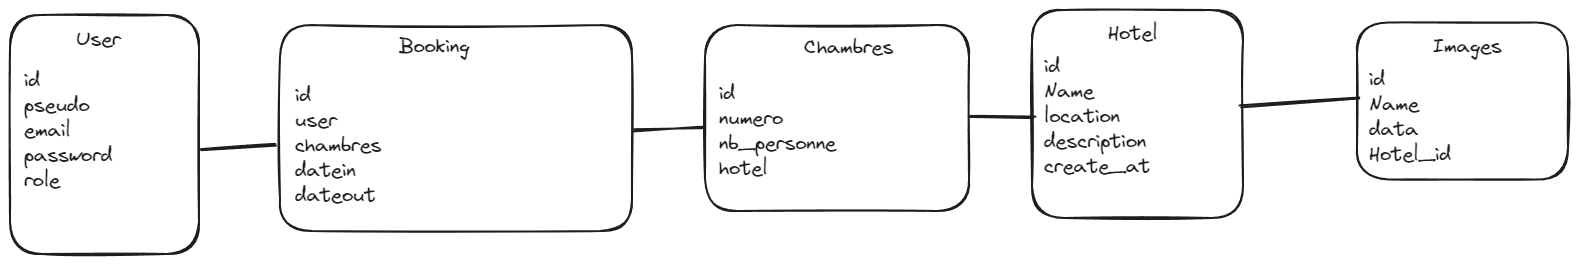 User
id
pseudo
email
password
role
Booking
id
user
chambres
datein
dateout
Chambres
id
numero
nb_personne
hotel
Hotel
id
Name
location
description
create_at
Images
id
Name
data
Hotel_id